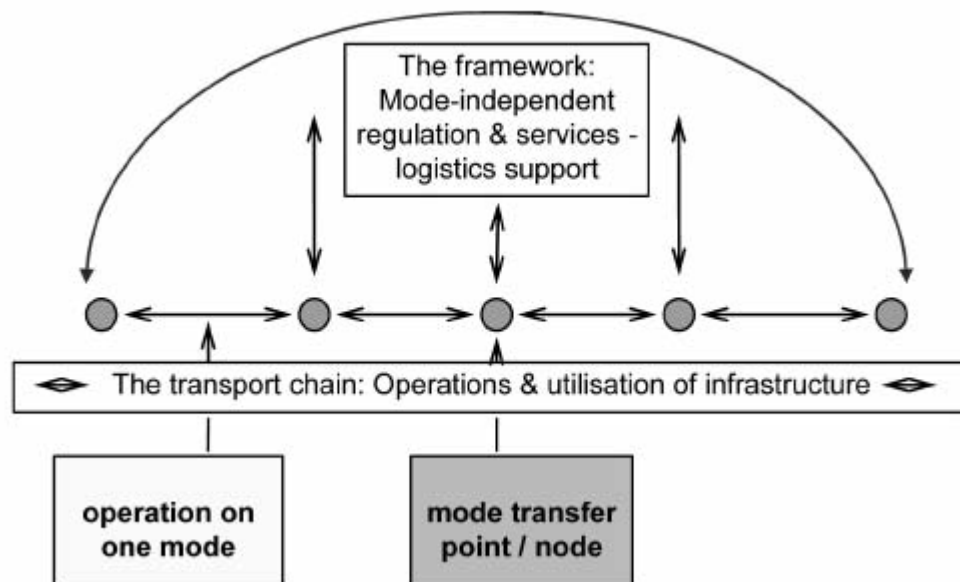 The framework:
Mode-independent
regulation & services -
logistics support
The transport chain: Operations & utilisation of infrastructure
operation on
one mode
mode transfer
point / node